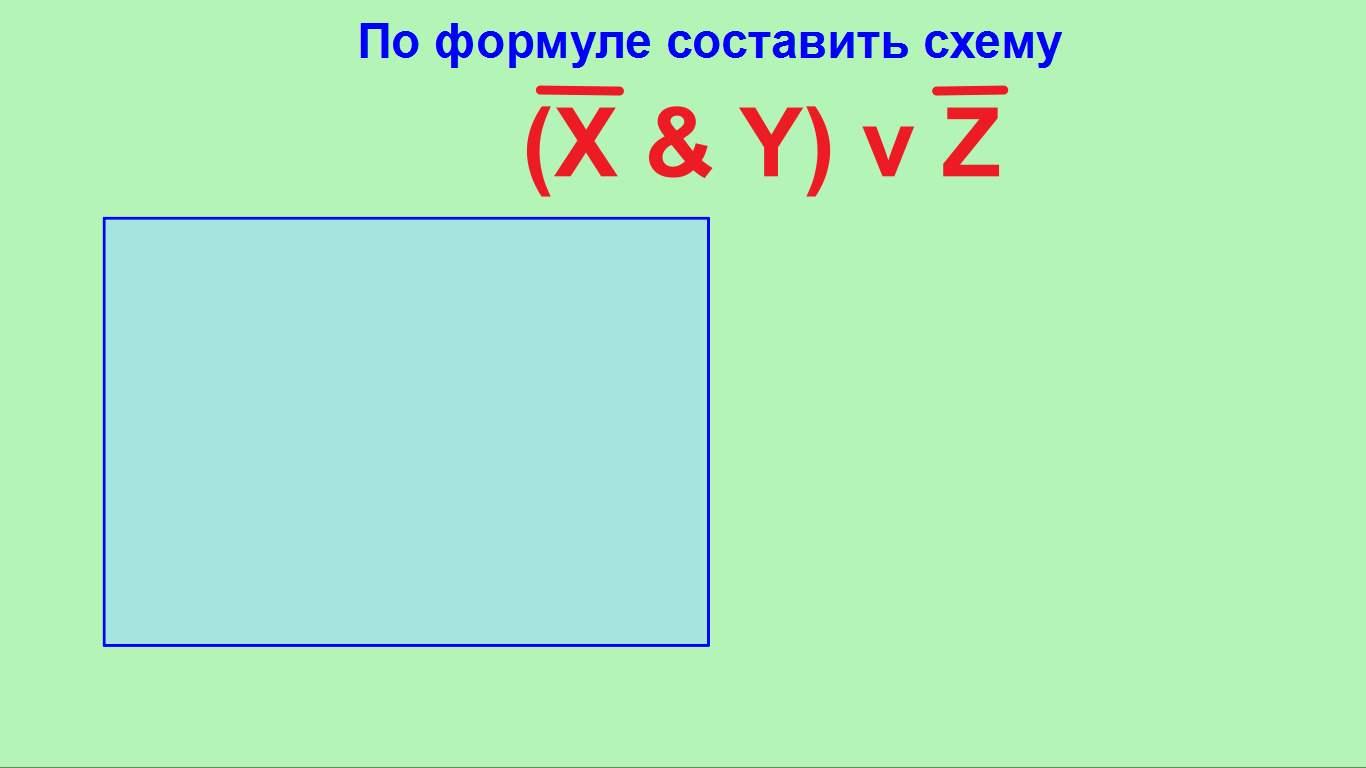 По формуле составить схему
(X̅ & Y) v Z̅